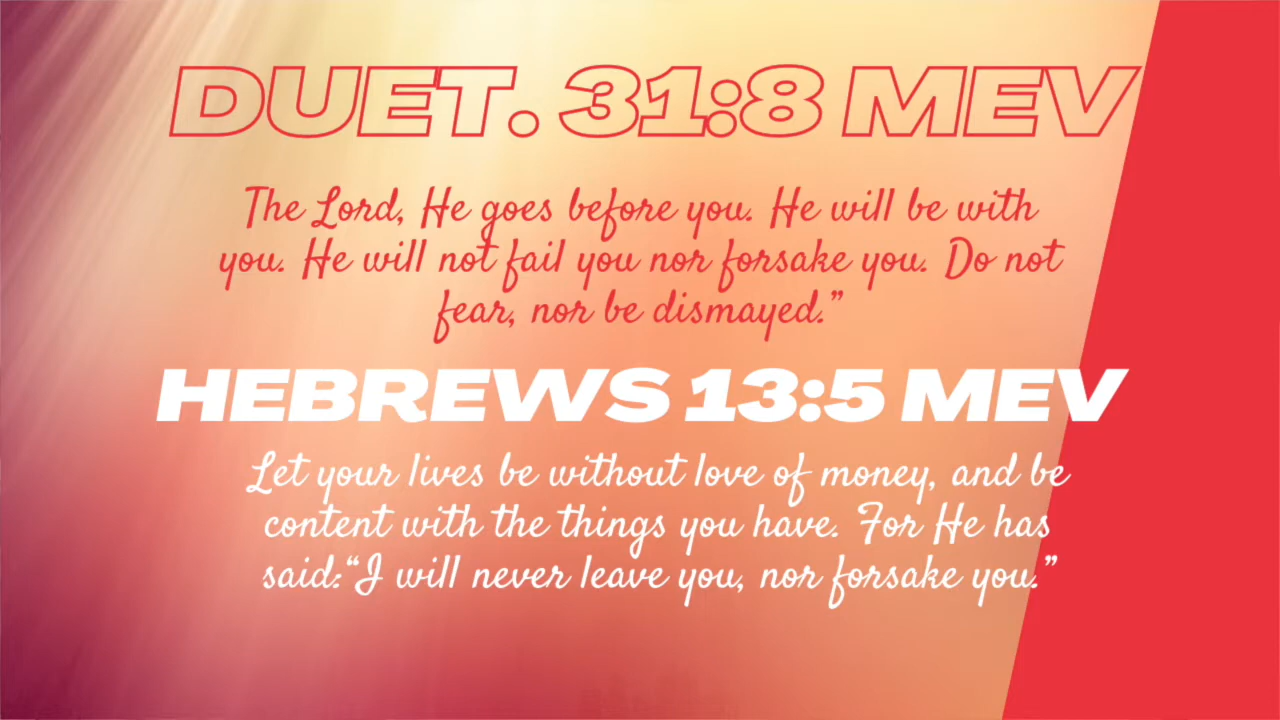 DUET. 31:8 MEV
The Lord, He goes before you. He will be with
you. He will not fail you nor forsake you. Do not
fear, nor be dismayed.”
HEBREWS 13:5 MEV
Let your lives be without love of money, and be
content with the things you have. For He has
said:“I will never leave you, nor forsake you.”